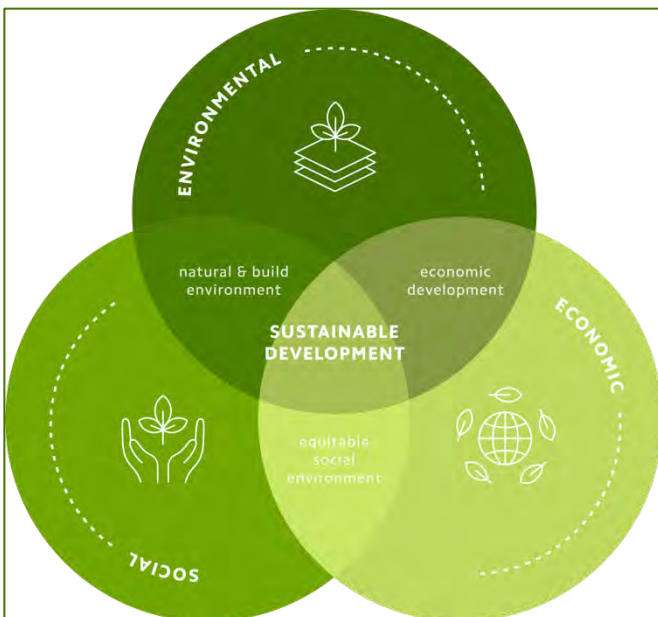 ENVIRONMENTAL
natural & build
environment
economic
development
SUSTAINABLE
DEVELOPMENT
ECONOMIC
equitable
social
environment
SOCIAL